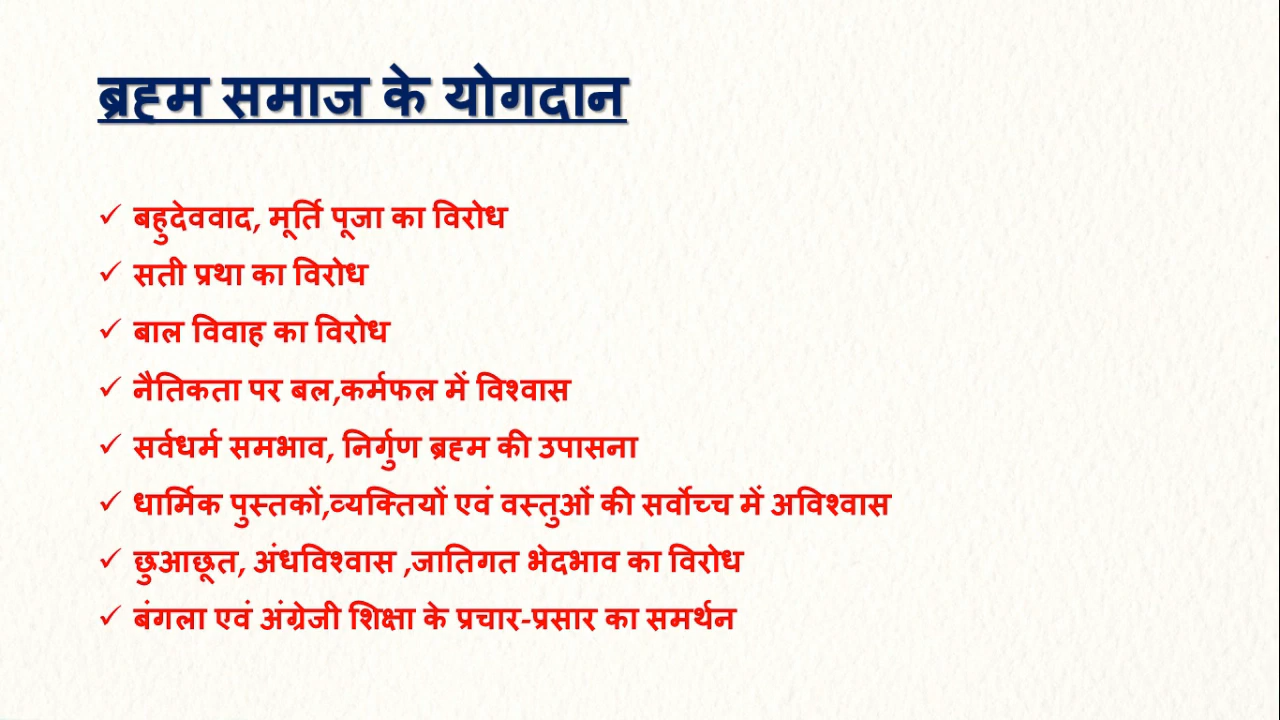 ब्रह्म समाज के योगदान
✓ बहुदेववाद, मूर्ति पूजा का विरोध
✓ सती प्रथा का विरोध
✓ बाल विवाह का विरोध
✓ नैतिकता पर बल,कर्मफल में विश्वास
✓ सर्वधर्म समभाव, निर्गुण ब्रह्म की उपासना
✓ धार्मिक पुस्तकों,व्यक्तियों एवं वस्तुओं की सर्वोच्च में अविश्वास
✓ छुआछूत, अंधविश्वास ,जातिगत भेदभाव का विरोध
✓ बंगला एवं अंग्रेजी शिक्षा के प्रचार-प्रसार का समर्थन